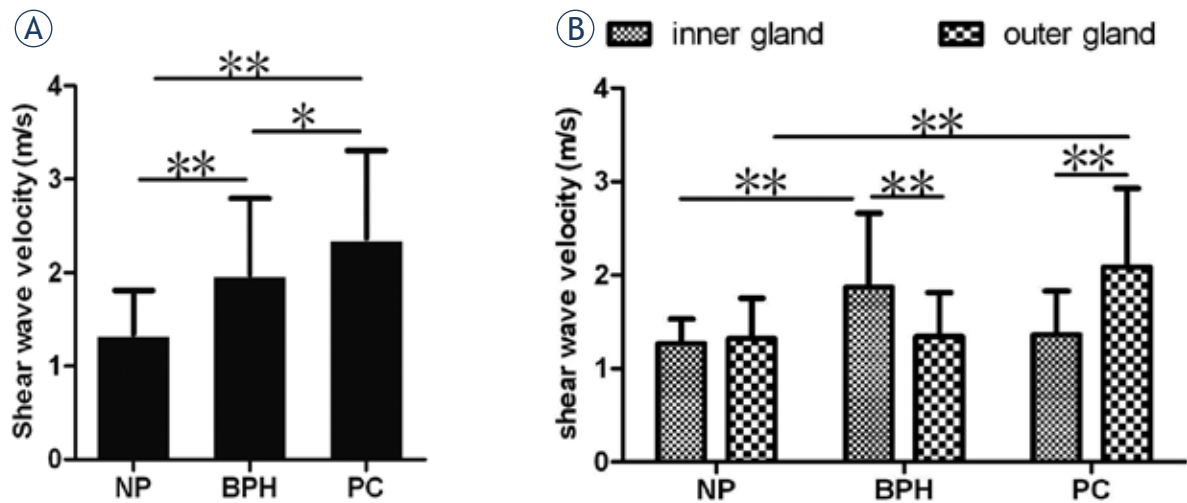 A
Shear wave velocity (m/s)
4
3
2
1
0
**
*
**
NP BPH PC
B
inner gland outer gland
shear wave velocity (m/s)
4
3
2
1
0
**
**
**
**
NP BPH PC